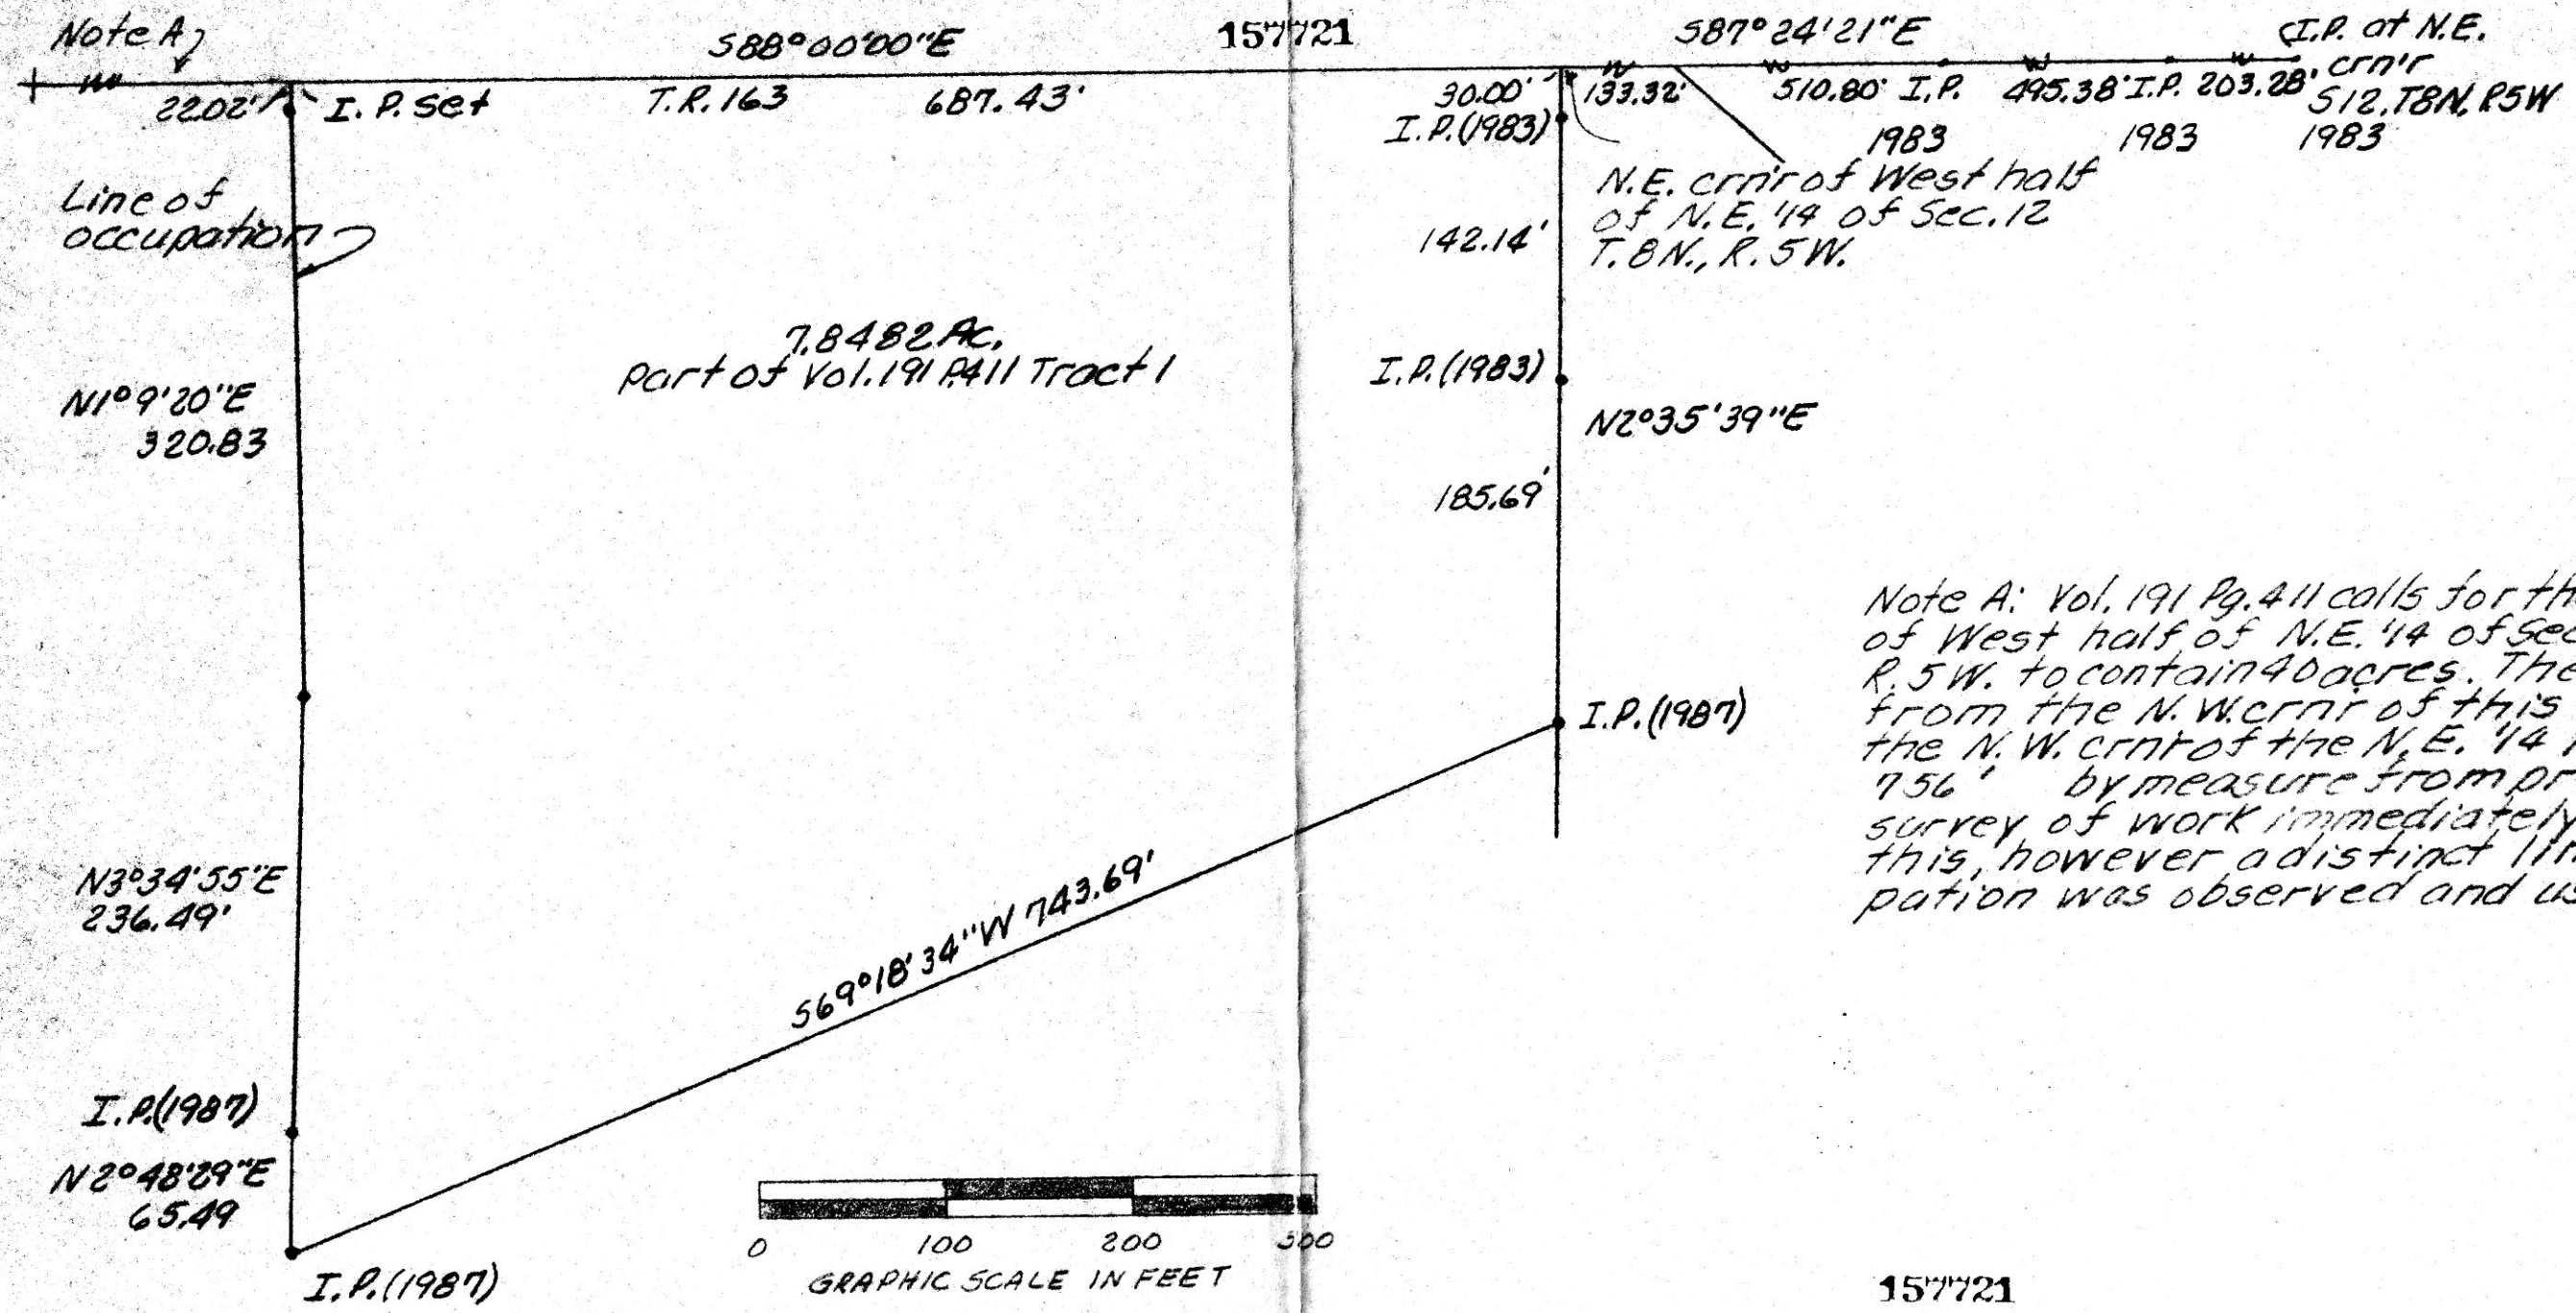 Note A
S88°00'00"E
157721
S87°24'21"E
I.P. at N.E.
crn'r
S12, T8N, R5W
1983
22.02'
I.P. set
T.R. 163
687.43'
30.00'
133.32'
510.80'
I.P.
1983
495.38'
I.P.
1983
203.28'
I.P.(1983)
N.E. crn'r of West half
of N.E. 1/4 of Sec. 12
T. 8N., R. 5W.
Line of
occupation
142.14'
7.8482 Ac.
Part of Vol. 191 P.411 Tract 1
I.P.(1983)
N1°9'20"E
320.83
N2°35'39"E
185.69'
I.P.(1987)
Note A: Vol. 191 Pg. 411 calls for
of West half of N.E. 1/4 of
R. 5W. to contain 40 acres. The
from the N.W. crnr of this
the N.W. crnr of the N.E. 1/4
756' by measure from
survey of work immediately
this, however a distinct
pation was observed and
N3°34'55"E
236.49'
S69°18'34"W 743.69'
I.P.(1987)
N2°48'29"E
65.49
I.P.(1987)
0 100 200 300
GRAPHIC SCALE IN FEET
157721